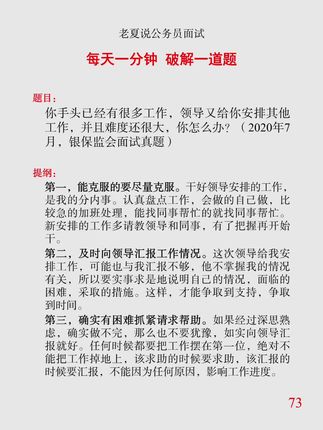 老夏说公务员面试
每天一分钟 破解一道题
题目：
你手头已经有很多工作，领导又给你安排其他
工作，并且难度还很大，你怎么办？（2020年7
月，银保监会面试真题）
提纲：
第一，能克服的要尽量克服。干好领导安排的工作，
是我的分内事。认真盘点工作，会做的自己做，比
较急的加班处理，能找同事帮忙的就找同事帮忙。
新安排的工作多请教领导和同事，有了把握再开始
干。
第二，及时向领导汇报工作情况。这次领导给我安
排工作，可能也与我汇报不够，他不掌握我的情况
有关，所以要实事求是地说明自己的情况，面临的
困难，采取的措施。这样，才能争取到支持，争取
到时间。
第三，确实有困难抓紧请求帮助。如果经过深思熟
虑，确实做不完，那么也不要犹豫，如实向领导汇
报就好。任何时候都要把工作摆在第一位，绝对不
能把工作掉地上，该求助的时候要求助，该汇报的
时候要汇报，不能因为任何原因，影响工作进度。
73